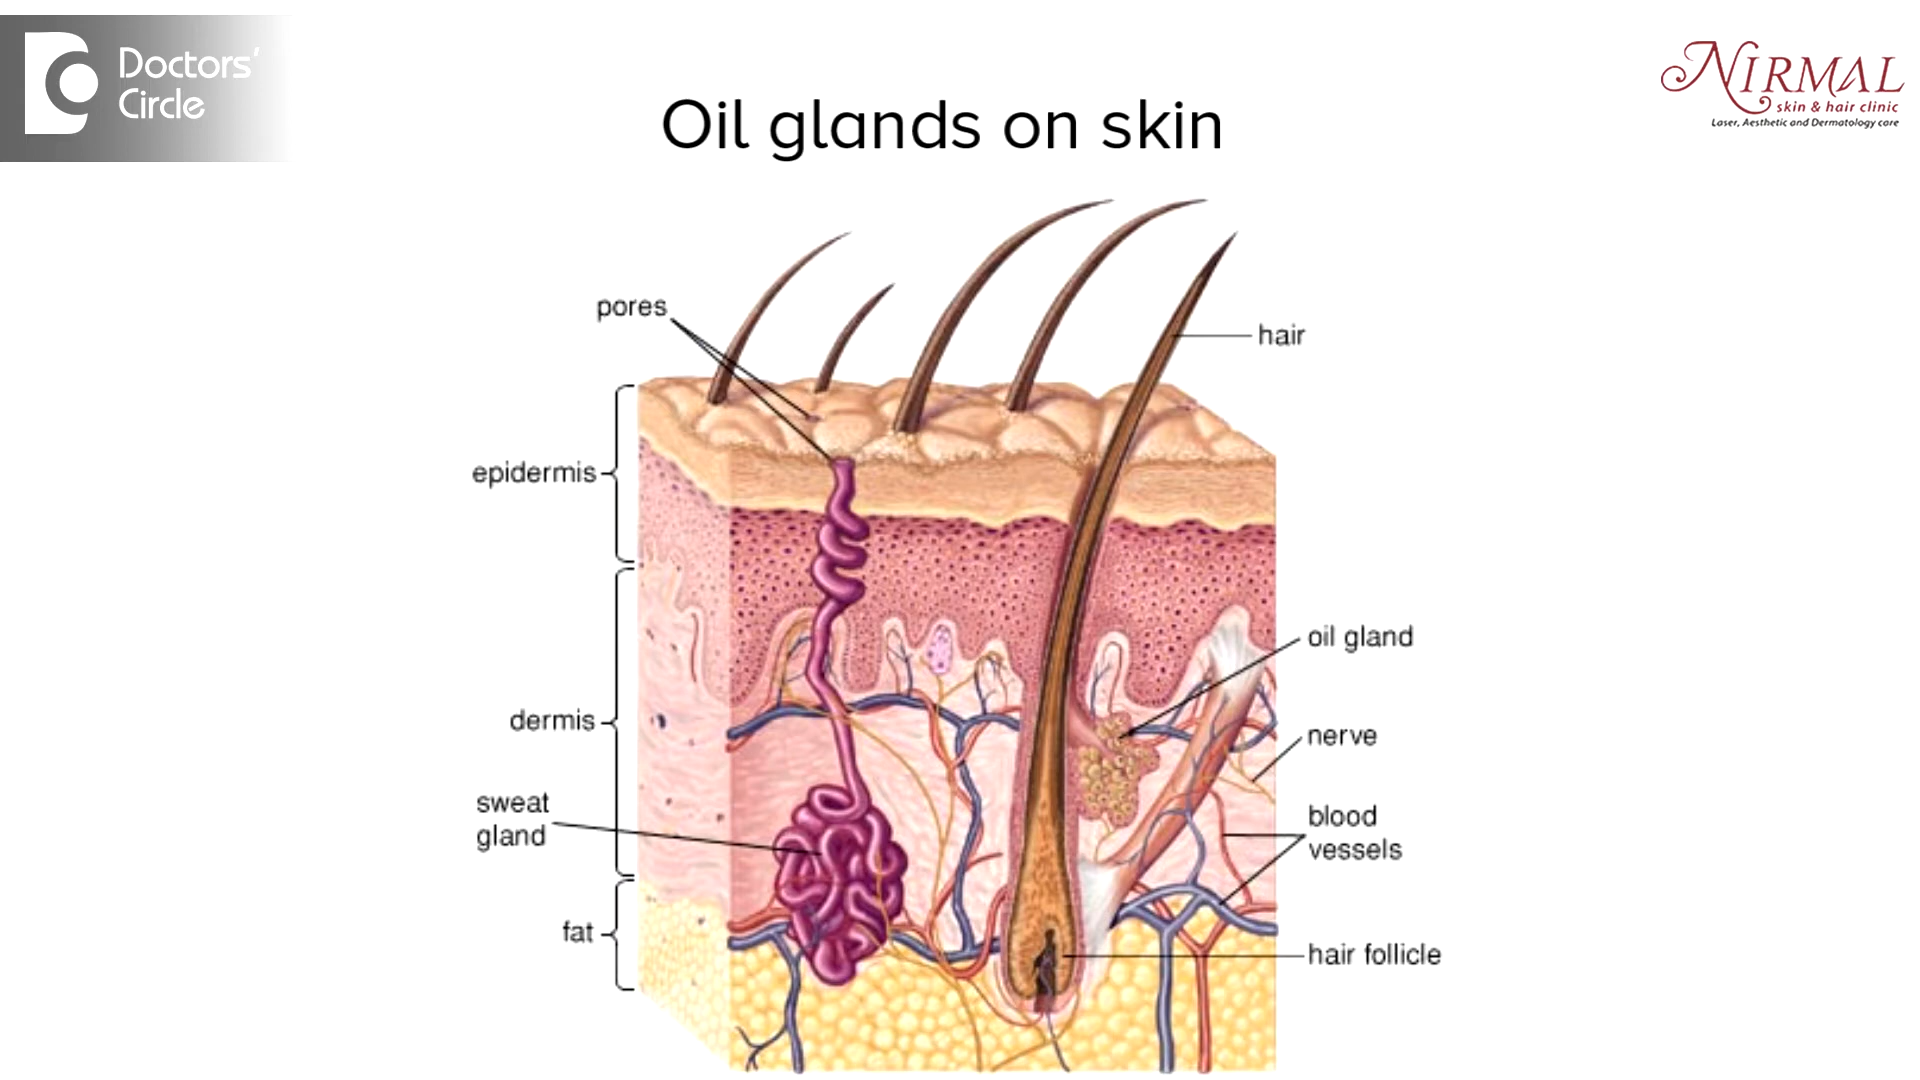 Doctors'
Circle
NIRMAL
skin & hair clinic
Laser, Aesthetic and Dermatology care
Oil glands on skin
pores
hair
epidermis
oil gland
dermis
nerve
sweat
gland
blood
vessels
fat
hair follicle